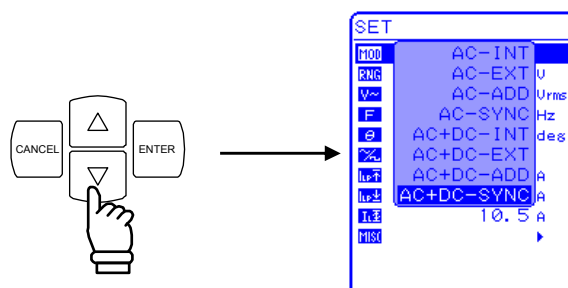 CANCEL
ENTER
SET
MOD AC-INT
RNG AC-EXT V
V~ AC-ADD Vrms
F AC-SYNC Hz
θ AC+DC-INT deg
AC+DC-EXT
AC+DC-ADD A
AC+DC-SYNC A
10.5 A
MISC